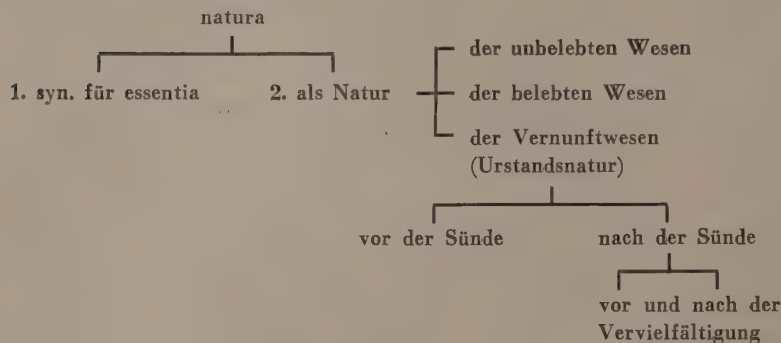 natura
1. syn. für essentia
2. als Natur
der unbelebten Wesen
der belebten Wesen
der Vernunftwesen
(Urstandsnatur)
vor der Sünde
nach der Sünde
vor und nach der
Vervielfältigung